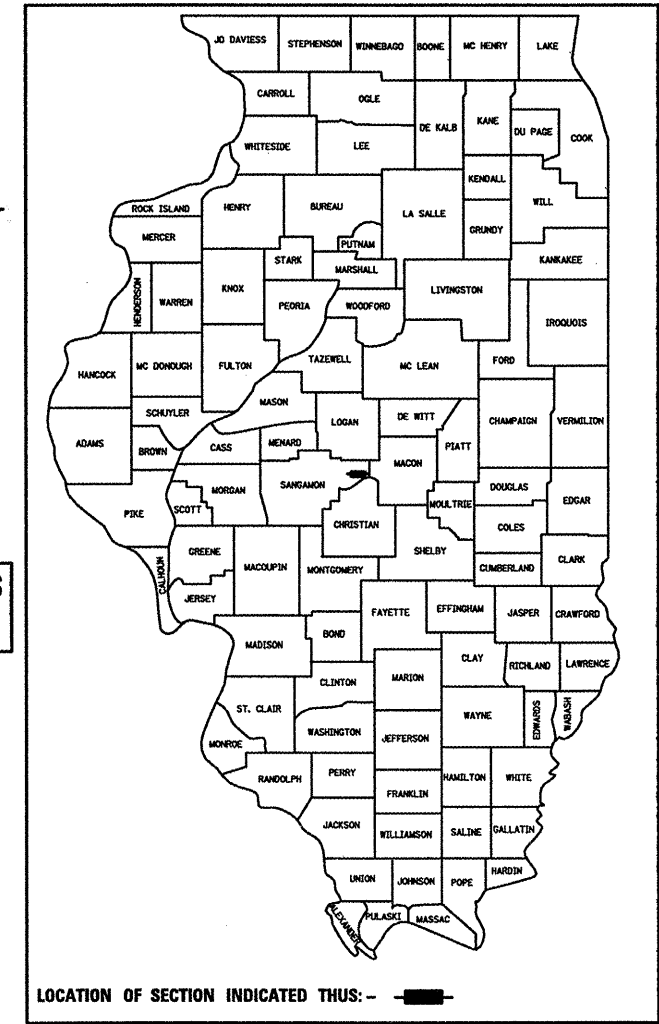 JO DAVIESS STEPHENSON WINNEBAGO BOONE MC HENRY LAKE
CARROLL OGLE DE KALB KANE DU PAGE COOK
WHITESIDE LEE
KENDALL WILL
ROCK ISLAND HENRY BUREAU LA SALLE GRUNDY
MERCER PUTNAM KANKAKEE
STARK MARSHALL
HENDERSON WARREN KNOX PEORIA WOODFORD LIVINGSTON IROQUOIS
HANCOCK MC DONOUGH FULTON TAZEWELL MC LEAN FORD
SCHUYLER MASON LOGAN DE WITT CHAMPAIGN VERMILION
ADAMS BROWN CASS MENARD PIATT
MACON
PIKE SCOTT MORGAN SANGAMON MOULTRIE DOUGLAS EDGAR
CHRISTIAN COLES
CALHOUN GREENE MACOUPIN MONTGOMERY SHELBY CUMBERLAND CLARK
JERSEY FAYETTE EFFINGHAM JASPER CRAWFORD
MADISON BOND
CLAY RICHLAND LAWRENCE
CLINTON MARION
ST. CLAIR WAYNE EDWARDS WABASH
MONROE WASHINGTON JEFFERSON
RANDOLPH PERRY HAMILTON WHITE
FRANKLIN
JACKSON WILLIAMSON SALINE GALLATIN
UNION JOHNSON POPE HARDIN
ALEXANDER PULASKI MASSAC
LOCATION OF SECTION INDICATED THUS: -